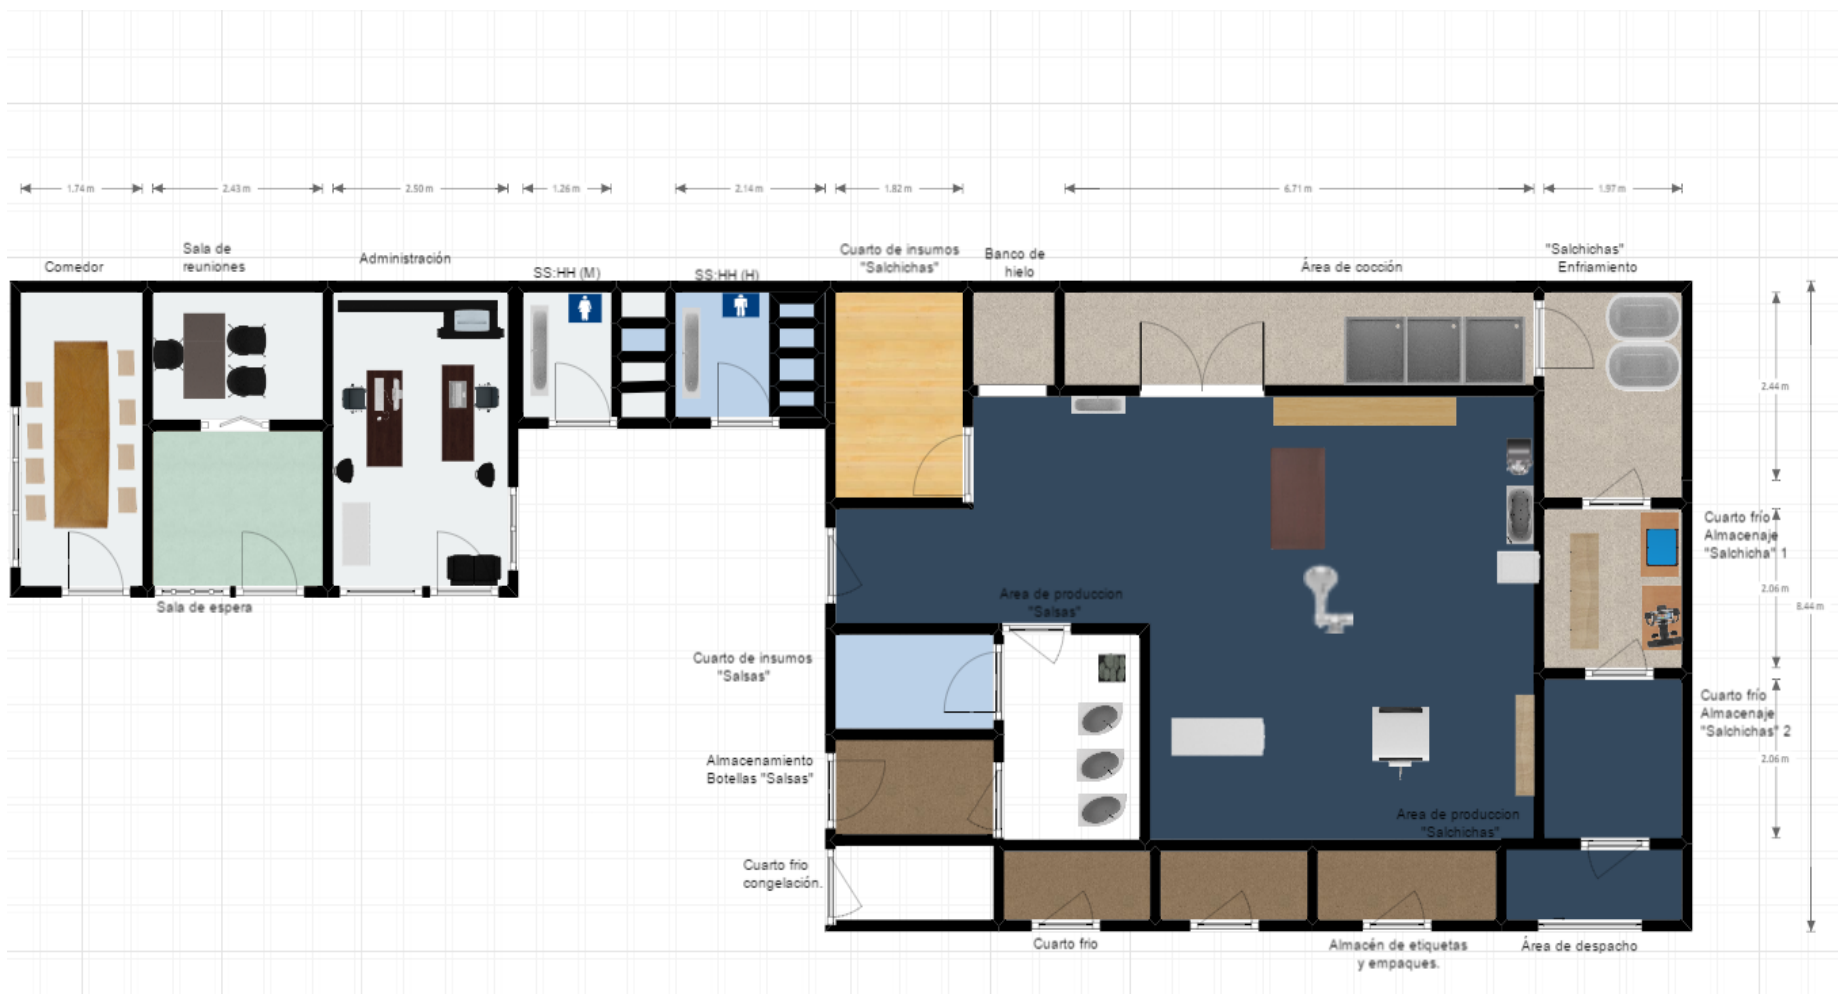 1.74 m
2.43 m
2.50 m
1.26 m
2.14 m
1.82 m
6.71 m
1.97 m
Comedor
Sala de
reuniones
Administración
SS:HH (M)
SS:HH (H)
Cuarto de insumos
"Salchichas"
Banco de
hielo
Área de cocción
"Salchichas"
Enfriamiento
2.44 m
Cuarto frío
Almacenaje
"Salchicha" 1
2.06 m
8.44 m
Sala de espera
Area de produccion
"Salsas"
Cuarto de insumos
"Salsas"
Cuarto frío
Almacenaje
"Salchichas" 2
2.06 m
Almacenamiento
Botellas "Salsas"
Area de produccion
"Salchichas"
Cuarto frio
congelación.
Cuarto frio
Almacén de etiquetas
y empaques.
Área de despacho